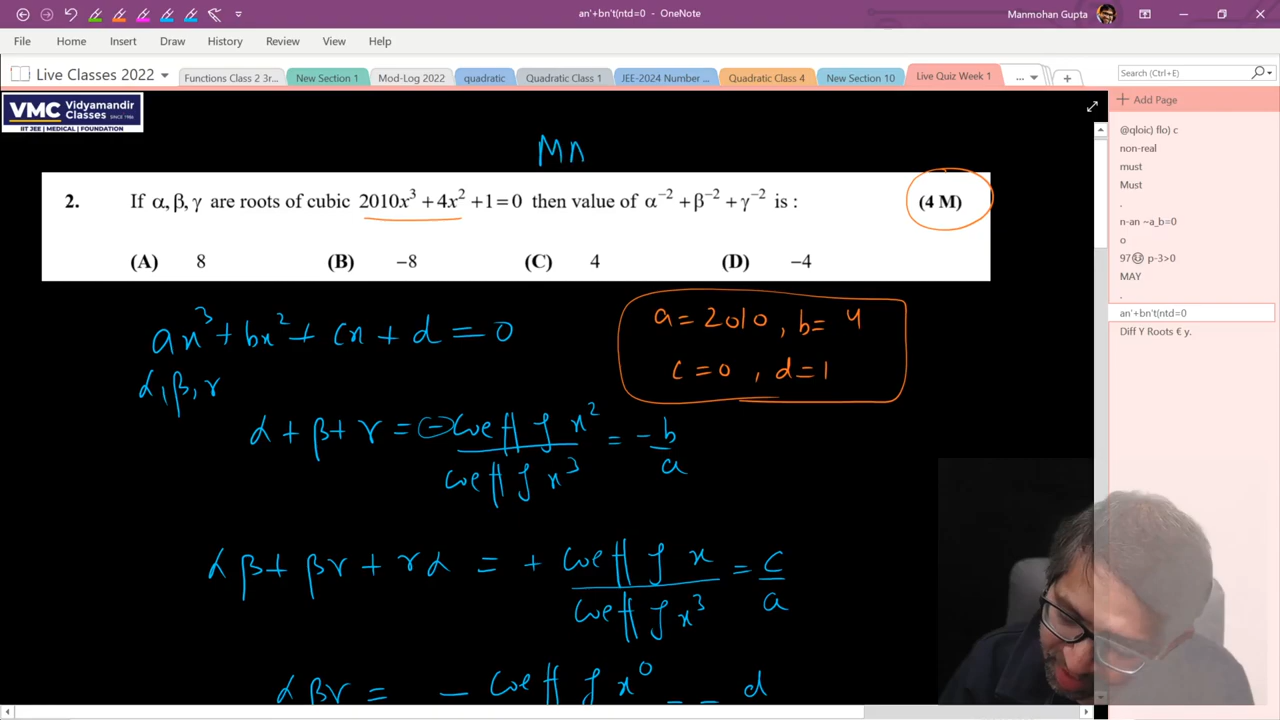 an'+bn't(ntd=0 - OneNote
Manmohan Gupta
File Home Insert Draw History Review View Help
Live Classes 2022
Functions Class 2 3r...
New Section 1
Mod-Log 2022
quadratic
Quadratic Class 1
JEE-2024 Number ...
Quadratic Class 4
New Section 10
Live Quiz Week 1
...
Search (Ctrl+E)
Add Page
VMC Vidyamandir Classes SINCE 1986
IIT JEE | MEDICAL | FOUNDATION
@qloic) flo) c
non-real
must
Must
.
n-an ~a_b=0
o
97😥 p-3>0
MAY
.
an'+bn't(ntd=0
Diff Y Roots € y.
2. If α, β, γ are roots of cubic 2010x³ + 4x² + 1 = 0 then value of α⁻² + β⁻² + γ⁻² is : (4 M)
(A) 8 (B) −8 (C) 4 (D) −4
ax³ + bx² + cx + d = 0
α, β, γ
a = 2010, b = 4
c = 0, d = 1
α + β + γ = − coeff of x² / coeff of x³ = − b/a
αβ + βγ + γα = + coeff of x / coeff of x³ = c/a
αβγ = − coeff of x⁰ = − d